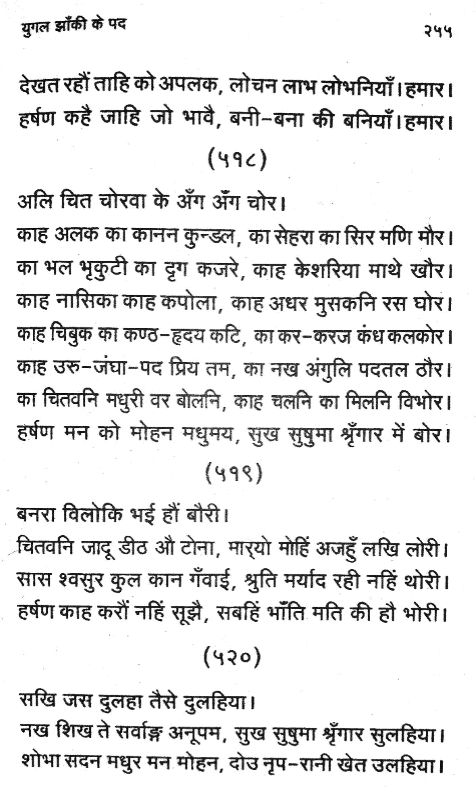 युगल झाँकी के पद
२५५
देखत रहौं ताहि को अपलक, लोचन लाभ लोभनियाँ।हमार।
हर्षण कहै जाहि जो भावै, बनी-बना की बनियाँ।हमार।
(५१८)
अलि चित चोरवा के अँग अँग चोर।
काह अलक का कानन कुन्डल, का सेहरा का सिर मणि मौर।
का भल भृकुटी का दृग कजरे, काह केशरिया माथे खौर।
काह नासिका काह कपोला, काह अधर मुसकनि रस घोर।
काह चिबुक का कण्ठ-हृदय कटि, का कर-करज कंध कलकोर।
काह उरु-जंघा-पद प्रिय तम, का नख अंगुलि पदतल ठौर।
का चितवनि मधुरी वर बोलनि, काह चलनि का मिलनि विभोर।
हर्षण मन को मोहन मधुमय, सुख सुषुमा श्रृँगार में बोर।
(५१९)
बनरा विलोकि भई हौं बौरी।
चितवनि जादू डीठ औ टोना, मार्‌यो मोहिं अजहुँ लखि लोरी।
सास श्वसुर कुल कान गँवाई, श्रुति मर्याद रही नहिं थोरी।
हर्षण काह करौं नहिं सूझै, सबहिं भाँति मति की हौ भोरी।
(५२०)
सखि जस दुलहा तैसे दुलहिया।
नख शिख ते सर्वाङ्ग अनूपम, सुख सुषुमा श्रृँगार सुलहिया।
शोभा सदन मधुर मन मोहन, दोउ नृप-रानी खेत उलहिया।